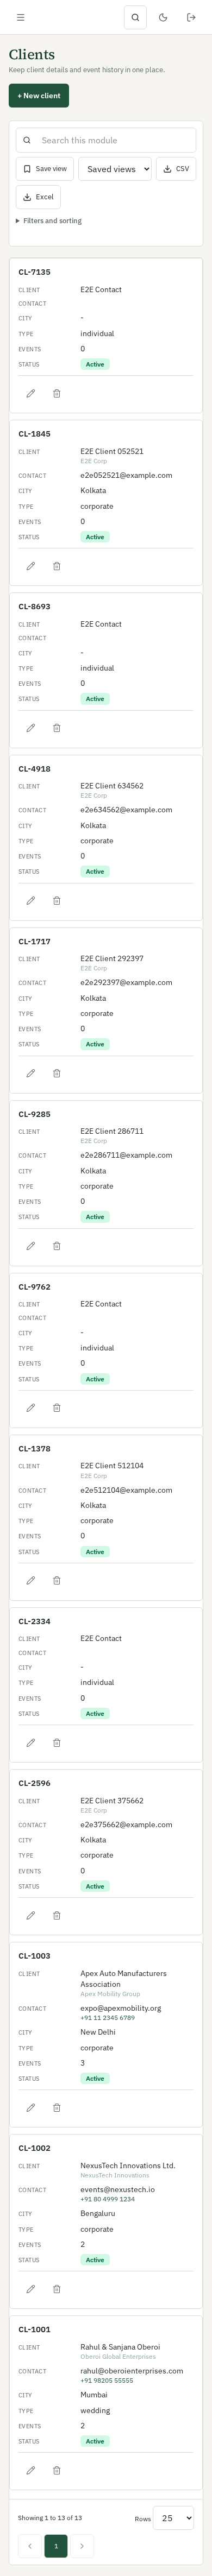 Clients
Keep client details and event history in one place.
+ New client
Search this module
Save view
Saved views
CSV
Excel
Filters and sorting
CL-7135
CLIENT E2E Contact
CONTACT
CITY -
TYPE individual
EVENTS 0
STATUS Active
CL-1845
CLIENT E2E Client 052521
E2E Corp
CONTACT e2e052521@example.com
CITY Kolkata
TYPE corporate
EVENTS 0
STATUS Active
CL-8693
CLIENT E2E Contact
CONTACT
CITY -
TYPE individual
EVENTS 0
STATUS Active
CL-4918
CLIENT E2E Client 634562
E2E Corp
CONTACT e2e634562@example.com
CITY Kolkata
TYPE corporate
EVENTS 0
STATUS Active
CL-1717
CLIENT E2E Client 292397
E2E Corp
CONTACT e2e292397@example.com
CITY Kolkata
TYPE corporate
EVENTS 0
STATUS Active
CL-9285
CLIENT E2E Client 286711
E2E Corp
CONTACT e2e286711@example.com
CITY Kolkata
TYPE corporate
EVENTS 0
STATUS Active
CL-9762
CLIENT E2E Contact
CONTACT
CITY -
TYPE individual
EVENTS 0
STATUS Active
CL-1378
CLIENT E2E Client 512104
E2E Corp
CONTACT e2e512104@example.com
CITY Kolkata
TYPE corporate
EVENTS 0
STATUS Active
CL-2334
CLIENT E2E Contact
CONTACT
CITY -
TYPE individual
EVENTS 0
STATUS Active
CL-2596
CLIENT E2E Client 375662
E2E Corp
CONTACT e2e375662@example.com
CITY Kolkata
TYPE corporate
EVENTS 0
STATUS Active
CL-1003
CLIENT Apex Auto Manufacturers
Association
Apex Mobility Group
CONTACT expo@apexmobility.org
+91 11 2345 6789
CITY New Delhi
TYPE corporate
EVENTS 3
STATUS Active
CL-1002
CLIENT NexusTech Innovations Ltd.
NexusTech Innovations
CONTACT events@nexustech.io
+91 80 4999 1234
CITY Bengaluru
TYPE corporate
EVENTS 2
STATUS Active
CL-1001
CLIENT Rahul & Sanjana Oberoi
Oberoi Global Enterprises
CONTACT rahul@oberoienterprises.com
+91 98205 55555
CITY Mumbai
TYPE wedding
EVENTS 2
STATUS Active
Showing 1 to 13 of 13
Rows 25
1